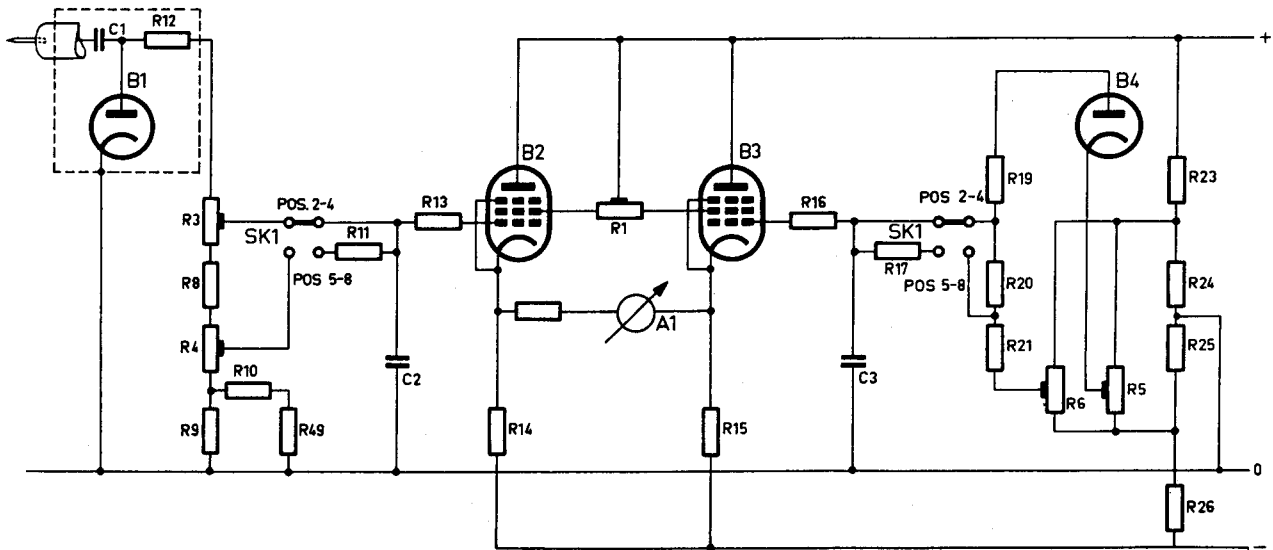 C1
R12
B1
R3
R8
R4
R10
R9
R49
POS. 2-4
SK1
R11
POS 5-8
C2
R13
B2
R1
B3
A1
R14
R15
R16
C3
POS 2-4
SK1
R17
POS 5-8
R19
R20
R21
B4
R6
R5
R23
R24
R25
R26
+
0
−